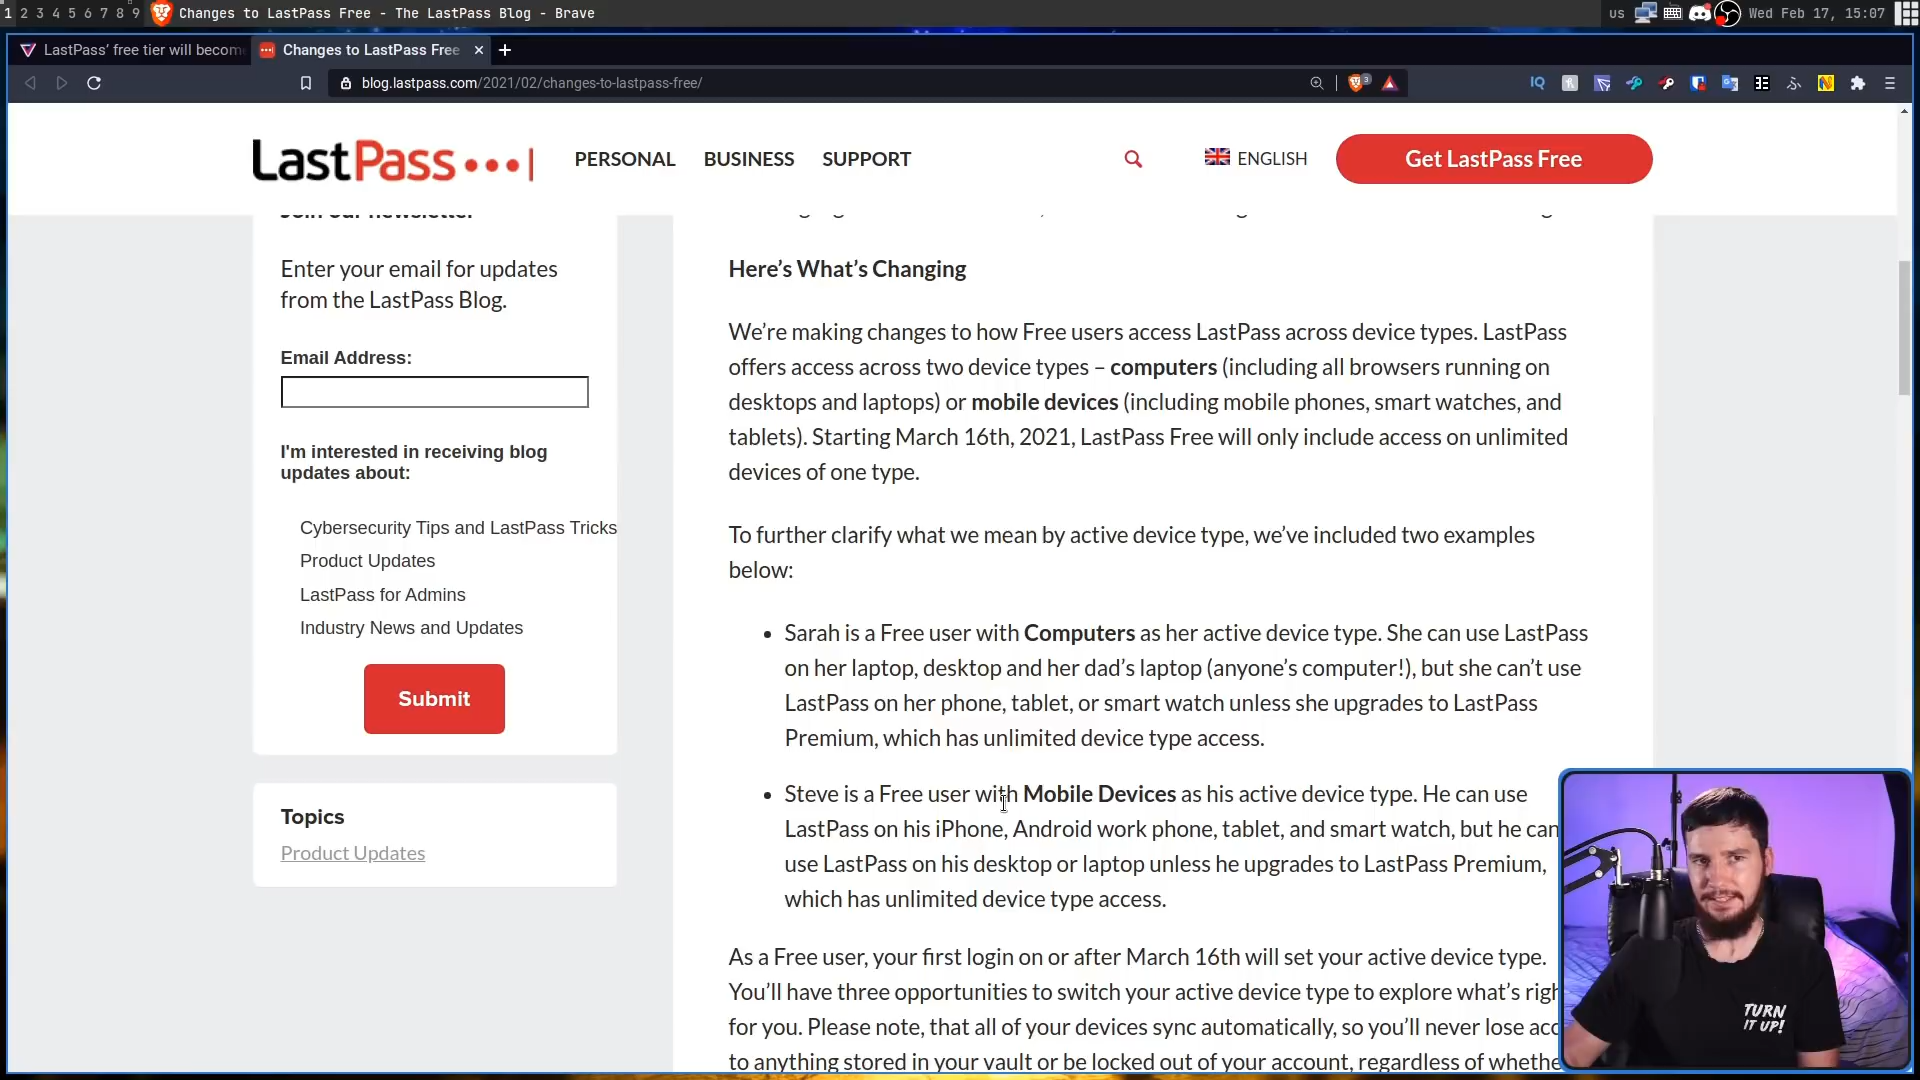 1 2 3 4 5 6 7 8 9 Changes to LastPass Free - The LastPass Blog - Brave
us Wed Feb 17, 15:07
LastPass’ free tier will becom
Changes to LastPass Free
blog.lastpass.com/2021/02/changes-to-lastpass-free/
LastPass
PERSONAL BUSINESS SUPPORT
ENGLISH
Get LastPass Free
Join our newsletter
Enter your email for updates
from the LastPass Blog.
Email Address:
I'm interested in receiving blog
updates about:
Cybersecurity Tips and LastPass Tricks
Product Updates
LastPass for Admins
Industry News and Updates
Submit
Topics
Product Updates
Here’s What’s Changing
We’re making changes to how Free users access LastPass across device types. LastPass
offers access across two device types – computers (including all browsers running on
desktops and laptops) or mobile devices (including mobile phones, smart watches, and
tablets). Starting March 16th, 2021, LastPass Free will only include access on unlimited
devices of one type.
To further clarify what we mean by active device type, we’ve included two examples
below:
• Sarah is a Free user with Computers as her active device type. She can use LastPass
on her laptop, desktop and her dad’s laptop (anyone’s computer!), but she can’t use
LastPass on her phone, tablet, or smart watch unless she upgrades to LastPass
Premium, which has unlimited device type access.
• Steve is a Free user with Mobile Devices as his active device type. He can use
LastPass on his iPhone, Android work phone, tablet, and smart watch, but he can
use LastPass on his desktop or laptop unless he upgrades to LastPass Premium,
which has unlimited device type access.
As a Free user, your first login on or after March 16th will set your active device type.
You’ll have three opportunities to switch your active device type to explore what’s righ
for you. Please note, that all of your devices sync automatically, so you’ll never lose acc
to anything stored in your vault or be locked out of your account, regardless of whethe
TURN
IT UP!